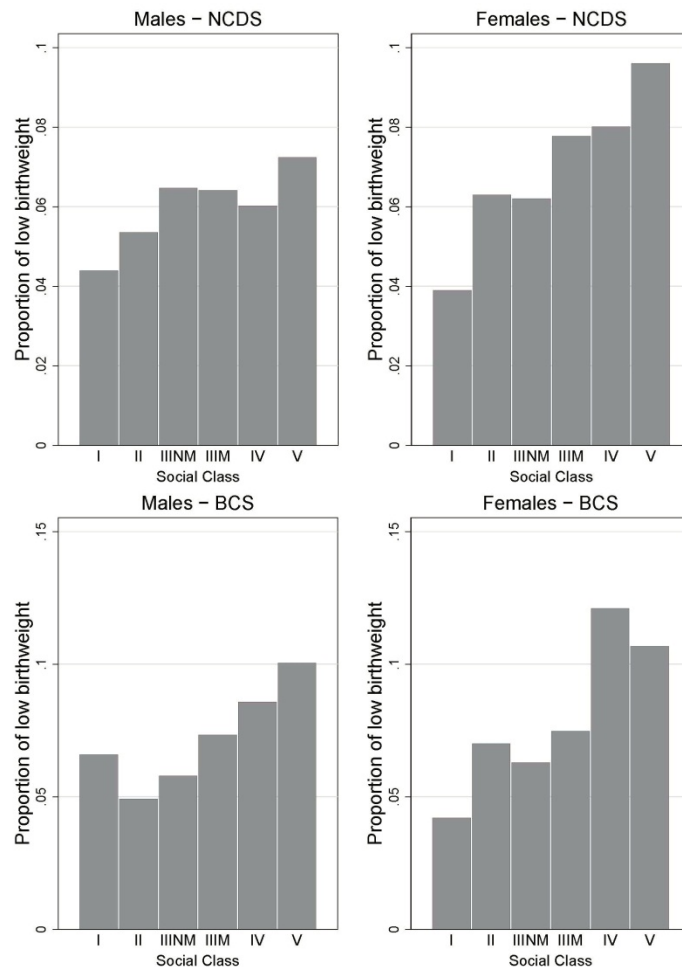 Males – NCDS
Proportion of low birthweight
.1
.08
.06
.04
.02
0
I II IIINM IIIM IV V
Social Class
Females – NCDS
Proportion of low birthweight
.1
.08
.06
.04
.02
0
I II IIINM IIIM IV V
Social Class
Males – BCS
Proportion of low birthweight
.15
.1
.05
0
I II IIINM IIIM IV V
Social Class
Females – BCS
Proportion of low birthweight
.15
.1
.05
0
I II IIINM IIIM IV V
Social Class